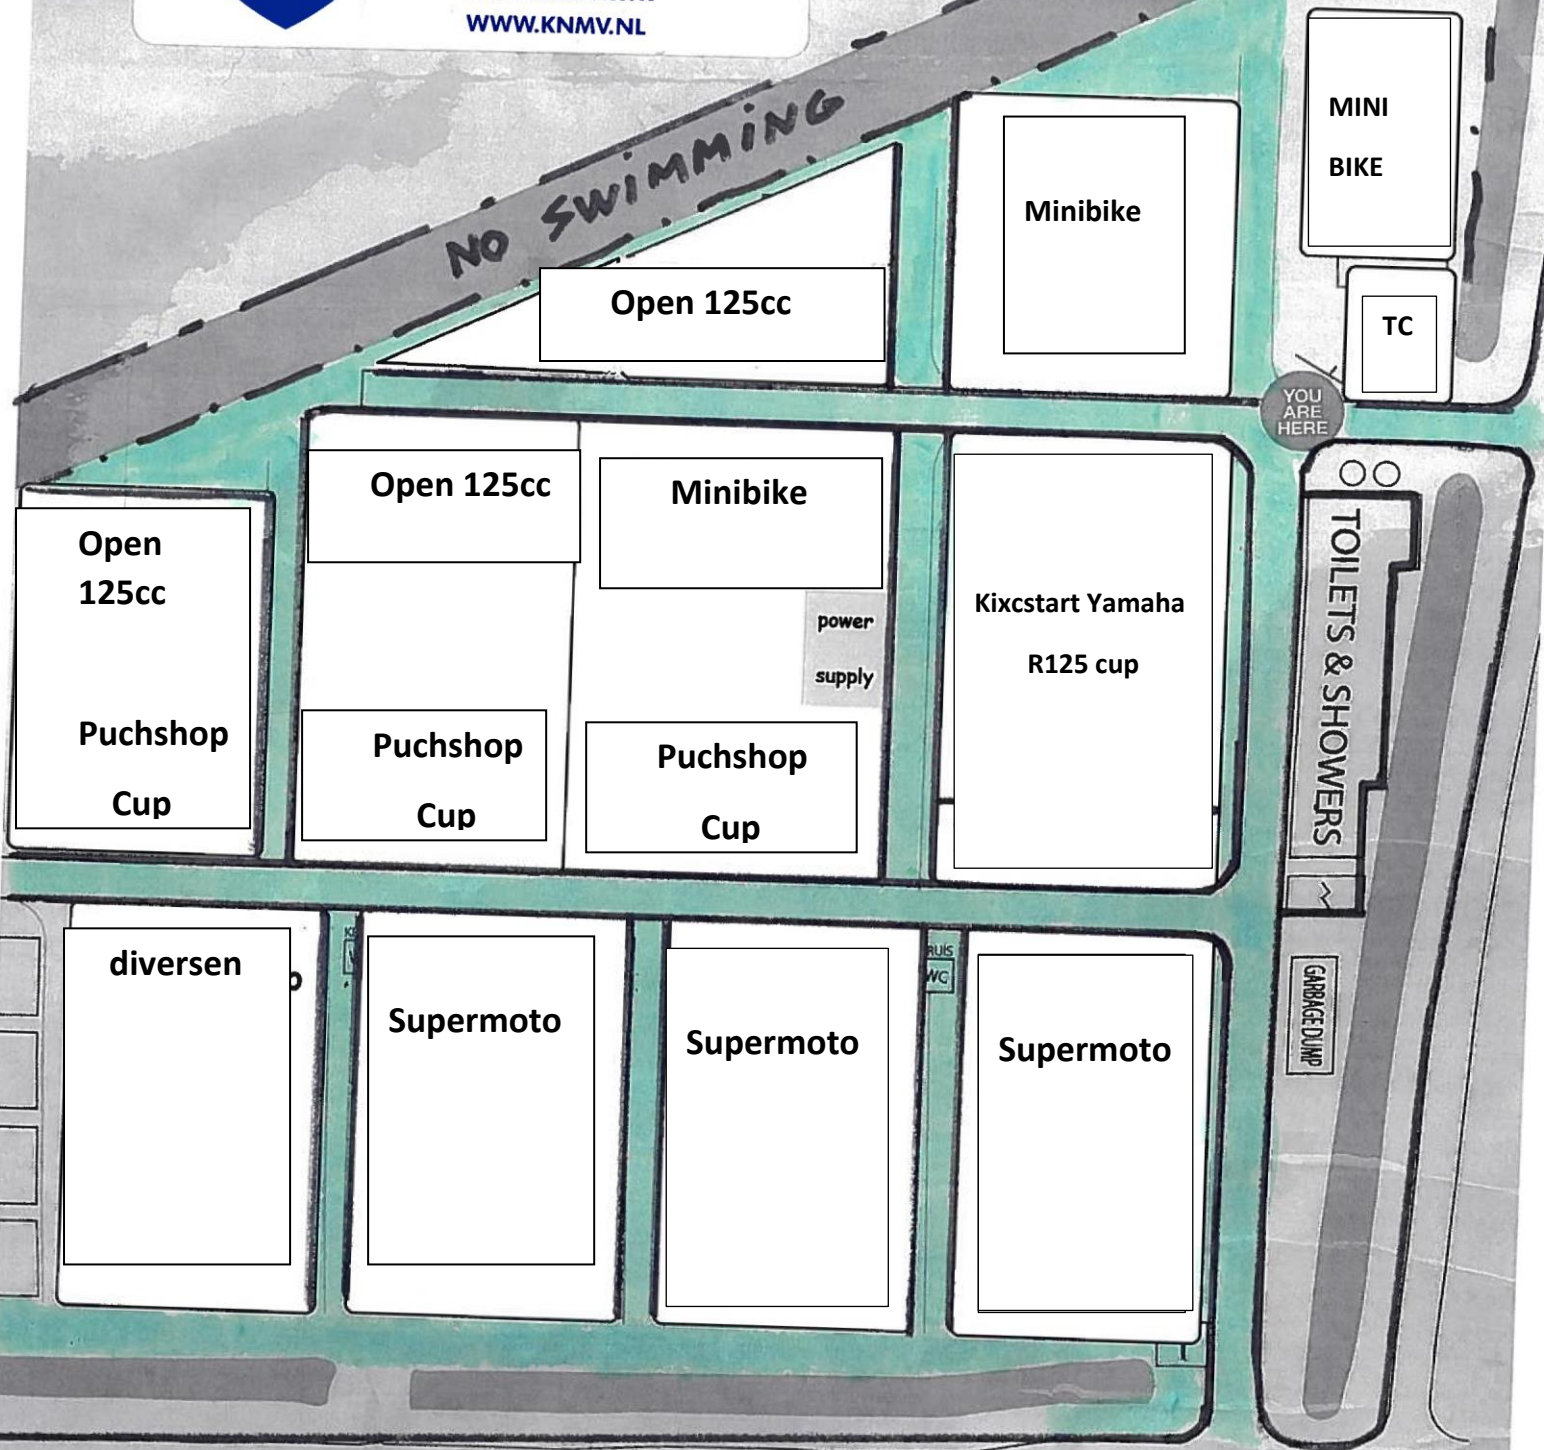 WWW.KNMV.NL
NO SWIMMING
MINI
BIKE
Minibike
Open 125cc
TC
YOU
ARE
HERE
Open 125cc
Minibike
Open
125cc
Kixcstart Yamaha
R125 cup
power
supply
TOILETS & SHOWERS
Puchshop
Cup
Puchshop
Cup
Puchshop
Cup
diversen
Supermoto
Supermoto
Supermoto
RUIS
WC
GARBAGE DUMP